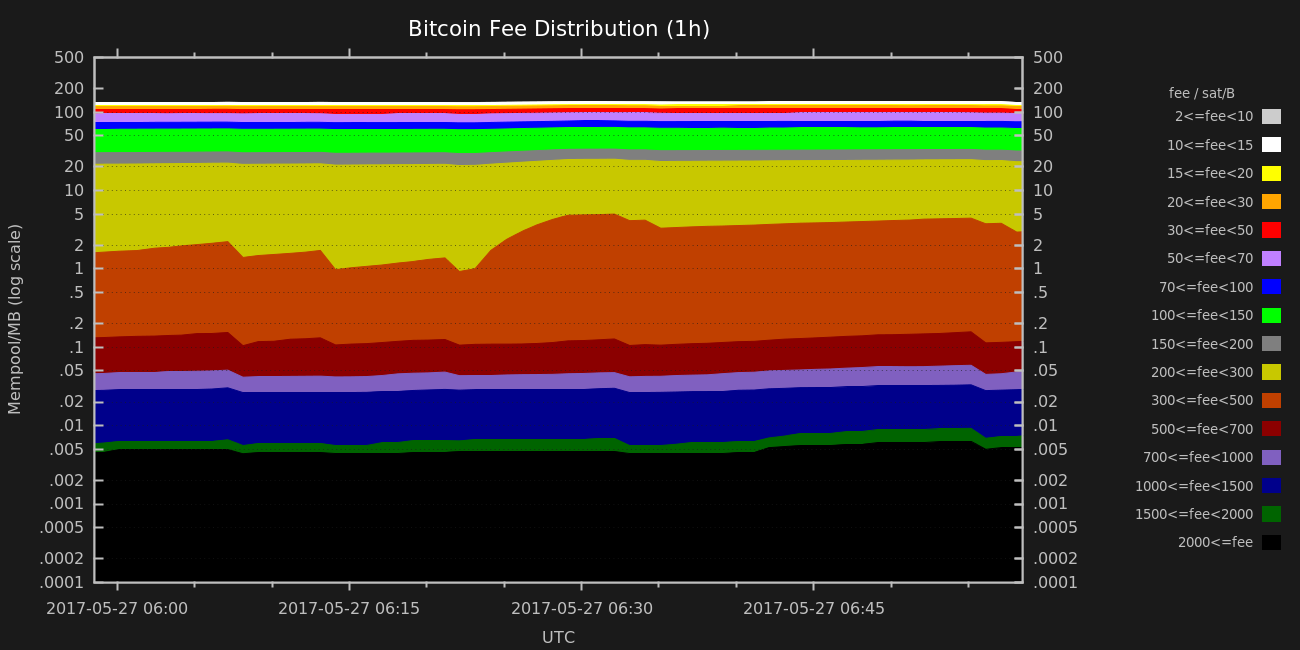 Bitcoin Fee Distribution (1h)
Mempool/MB (log scale)
500
200
100
50
20
10
5
2
1
.5
.2
.1
.05
.02
.01
.005
.002
.001
.0005
.0002
.0001
500
200
100
50
20
10
5
2
1
.5
.2
.1
.05
.02
.01
.005
.002
.001
.0005
.0002
.0001
fee / sat/B
2<=fee<10
10<=fee<15
15<=fee<20
20<=fee<30
30<=fee<50
50<=fee<70
70<=fee<100
100<=fee<150
150<=fee<200
200<=fee<300
300<=fee<500
500<=fee<700
700<=fee<1000
1000<=fee<1500
1500<=fee<2000
2000<=fee
2017-05-27 06:00 2017-05-27 06:15 2017-05-27 06:30 2017-05-27 06:45
UTC